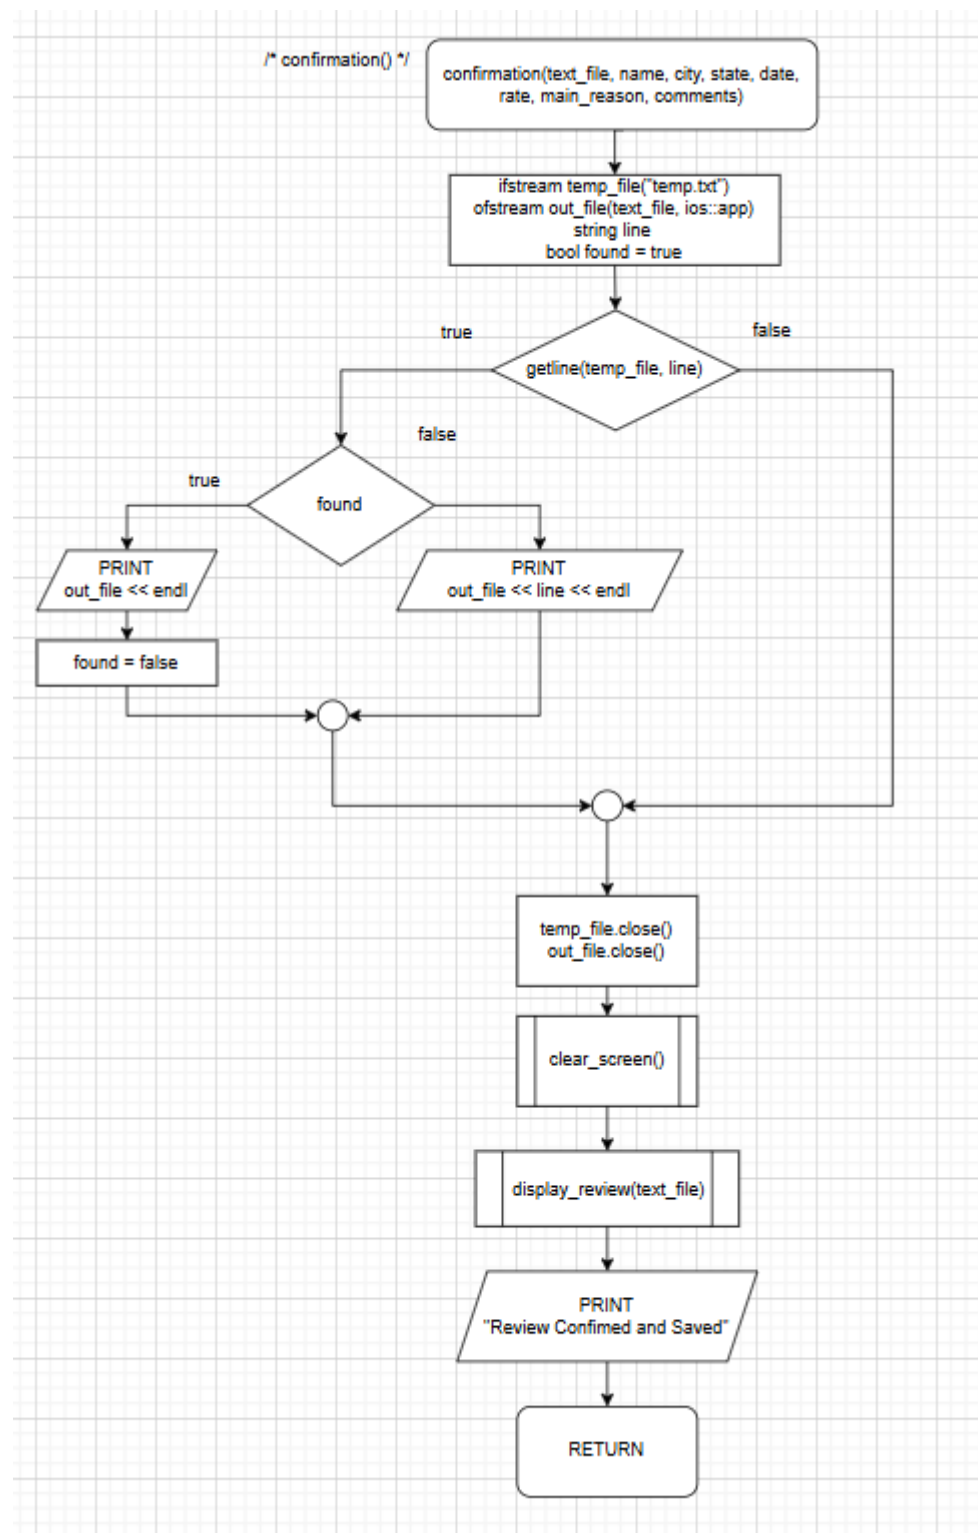 /* confirmation() */
confirmation(text_file, name, city, state, date,
rate, main_reason, comments)
ifstream temp_file("temp.txt")
ofstream out_file(text_file, ios::app)
string line
bool found = true
true
false
getline(temp_file, line)
false
true
found
PRINT
out_file << endl
PRINT
out_file << line << endl
found = false
temp_file.close()
out_file.close()
clear_screen()
display_review(text_file)
PRINT
"Review Confimed and Saved"
RETURN